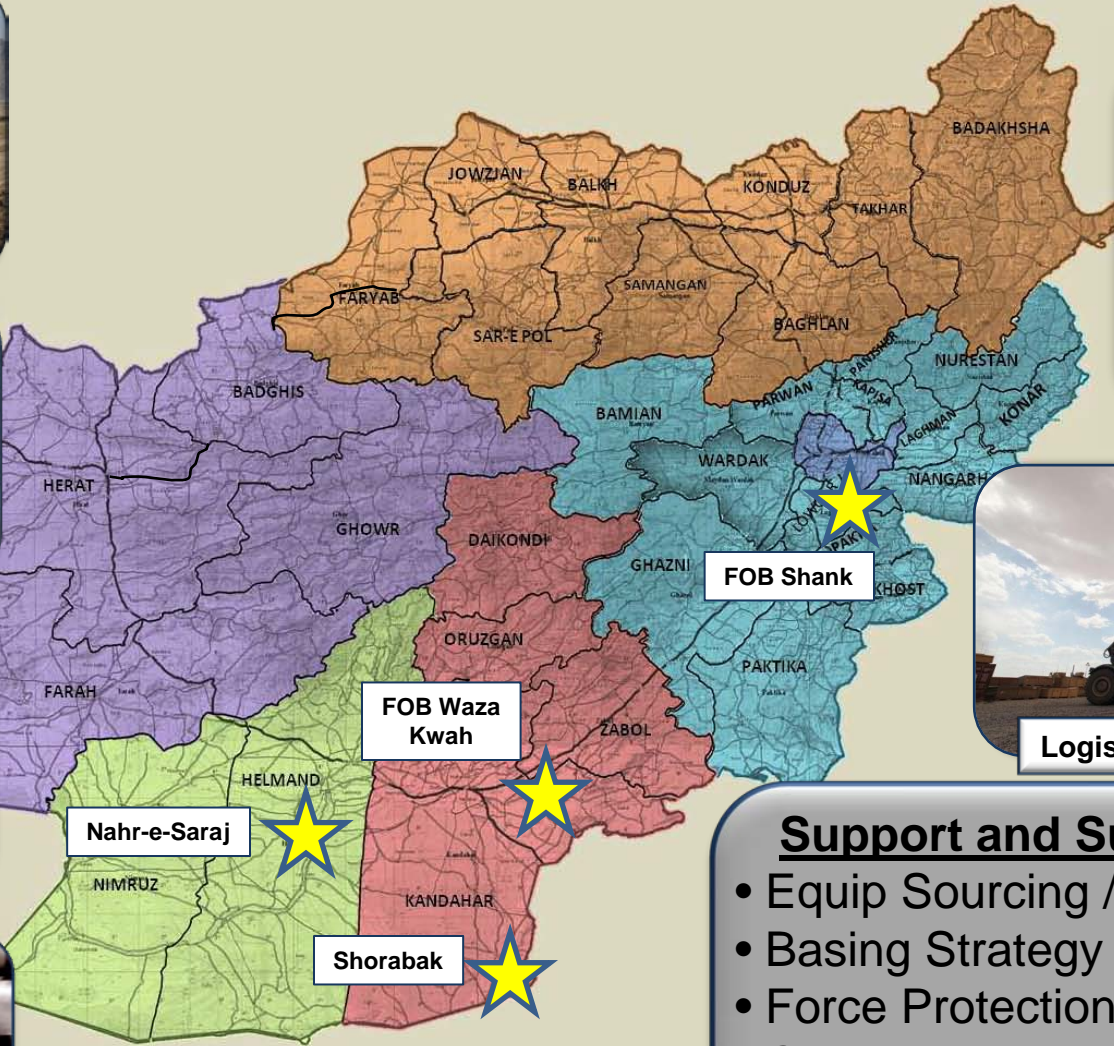 BADAKHSHA
JOWZJAN
BALKH
KONDUZ
TAKHAR
FARYAB
SAMANGAN
BAGHLAN
SAR-E POL
PANJSHER
NURESTAN
BADGHIS
PARWAN
KAPISA
BAMIAN
LAGHMAN
KONAR
WARDAK
HERAT
NANGARH
GHOWR
DAIKONDI
GHAZNI
FOB Shank
KHOST
ORUZGAN
PAKTIKA
FARAH
FOB Waza
Kwah
ZABOL
Logis
HELMAND
Nahr-e-Saraj
NIMRUZ
KANDAHAR
Shorabak
Support and Su
• Equip Sourcing /
• Basing Strategy
• Force Protection